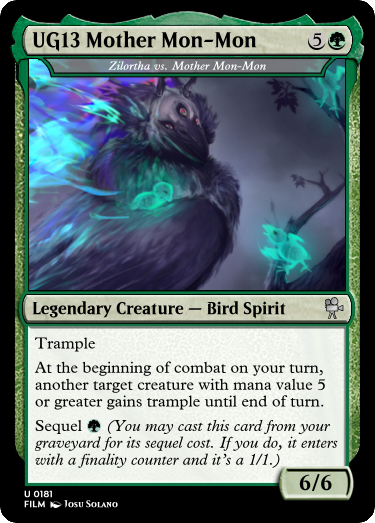 UG13 Mother Mon-Mon 5
Zilortha vs. Mother Mon-Mon
Legendary Creature — Bird Spirit
Trample
At the beginning of combat on your turn,
another target creature with mana value 5
or greater gains trample until end of turn.
Sequel (You may cast this card from your
graveyard for its sequel cost. If you do, it enters
with a finality counter and it's a 1/1.)
6/6
U 0181
FILM Josu Solano